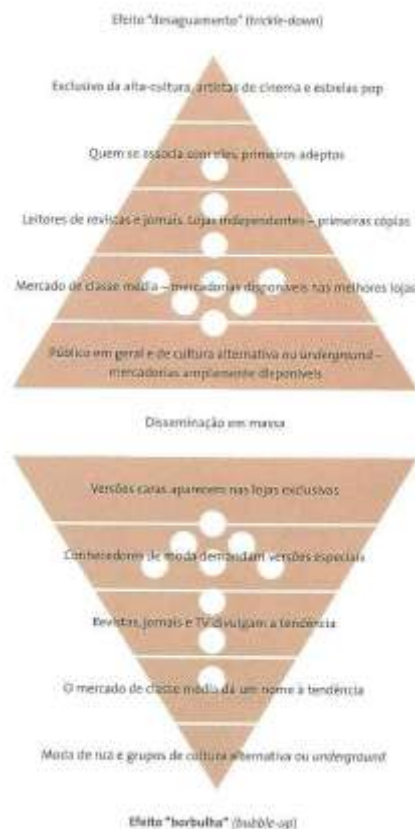 Efeito "desaguamento" (trickle-down)
Exclusivo da alta-cultura, artistas de cinema e estrelas pop
Quem se associa com eles, primeiros adeptos
Leitores de revistas e jornais. Lojas independentes – primeiras cópias
Mercado de classe média – mercadorias disponíveis nas melhores lojas
Público em geral e de cultura alternativa ou underground –
mercadorias amplamente disponíveis
Disseminação em massa
Versões caras aparecem nas lojas exclusivas
Conhecedores de moda demandam versões especiais
Revistas, jornais e TV divulgam a tendência
O mercado de classe média dá um nome à tendência
Moda de rua e grupos de cultura alternativa ou underground
Efeito "borbulha" (bubble-up)